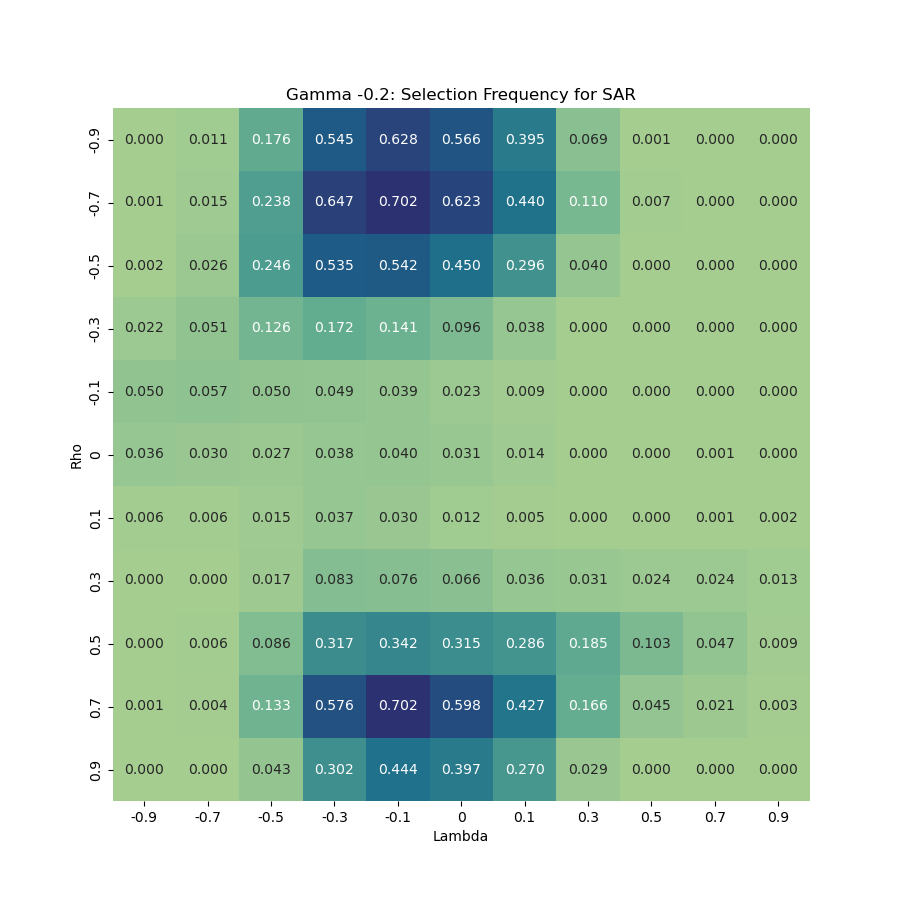 Gamma -0.2: Selection Frequency for SAR
-0.9 0.000 0.011 0.176 0.545 0.628 0.566 0.395 0.069 0.001 0.000 0.000
-0.7 0.001 0.015 0.238 0.647 0.702 0.623 0.440 0.110 0.007 0.000 0.000
-0.5 0.002 0.026 0.246 0.535 0.542 0.450 0.296 0.040 0.000 0.000 0.000
-0.3 0.022 0.051 0.126 0.172 0.141 0.096 0.038 0.000 0.000 0.000 0.000
-0.1 0.050 0.057 0.050 0.049 0.039 0.023 0.009 0.000 0.000 0.000 0.000
Rho
0 0.036 0.030 0.027 0.038 0.040 0.031 0.014 0.000 0.000 0.001 0.000
0.1 0.006 0.006 0.015 0.037 0.030 0.012 0.005 0.000 0.000 0.001 0.002
0.3 0.000 0.000 0.017 0.083 0.076 0.066 0.036 0.031 0.024 0.024 0.013
0.5 0.000 0.006 0.086 0.317 0.342 0.315 0.286 0.185 0.103 0.047 0.009
0.7 0.001 0.004 0.133 0.576 0.702 0.598 0.427 0.166 0.045 0.021 0.003
0.9 0.000 0.000 0.043 0.302 0.444 0.397 0.270 0.029 0.000 0.000 0.000
-0.9 -0.7 -0.5 -0.3 -0.1 0 0.1 0.3 0.5 0.7 0.9
Lambda